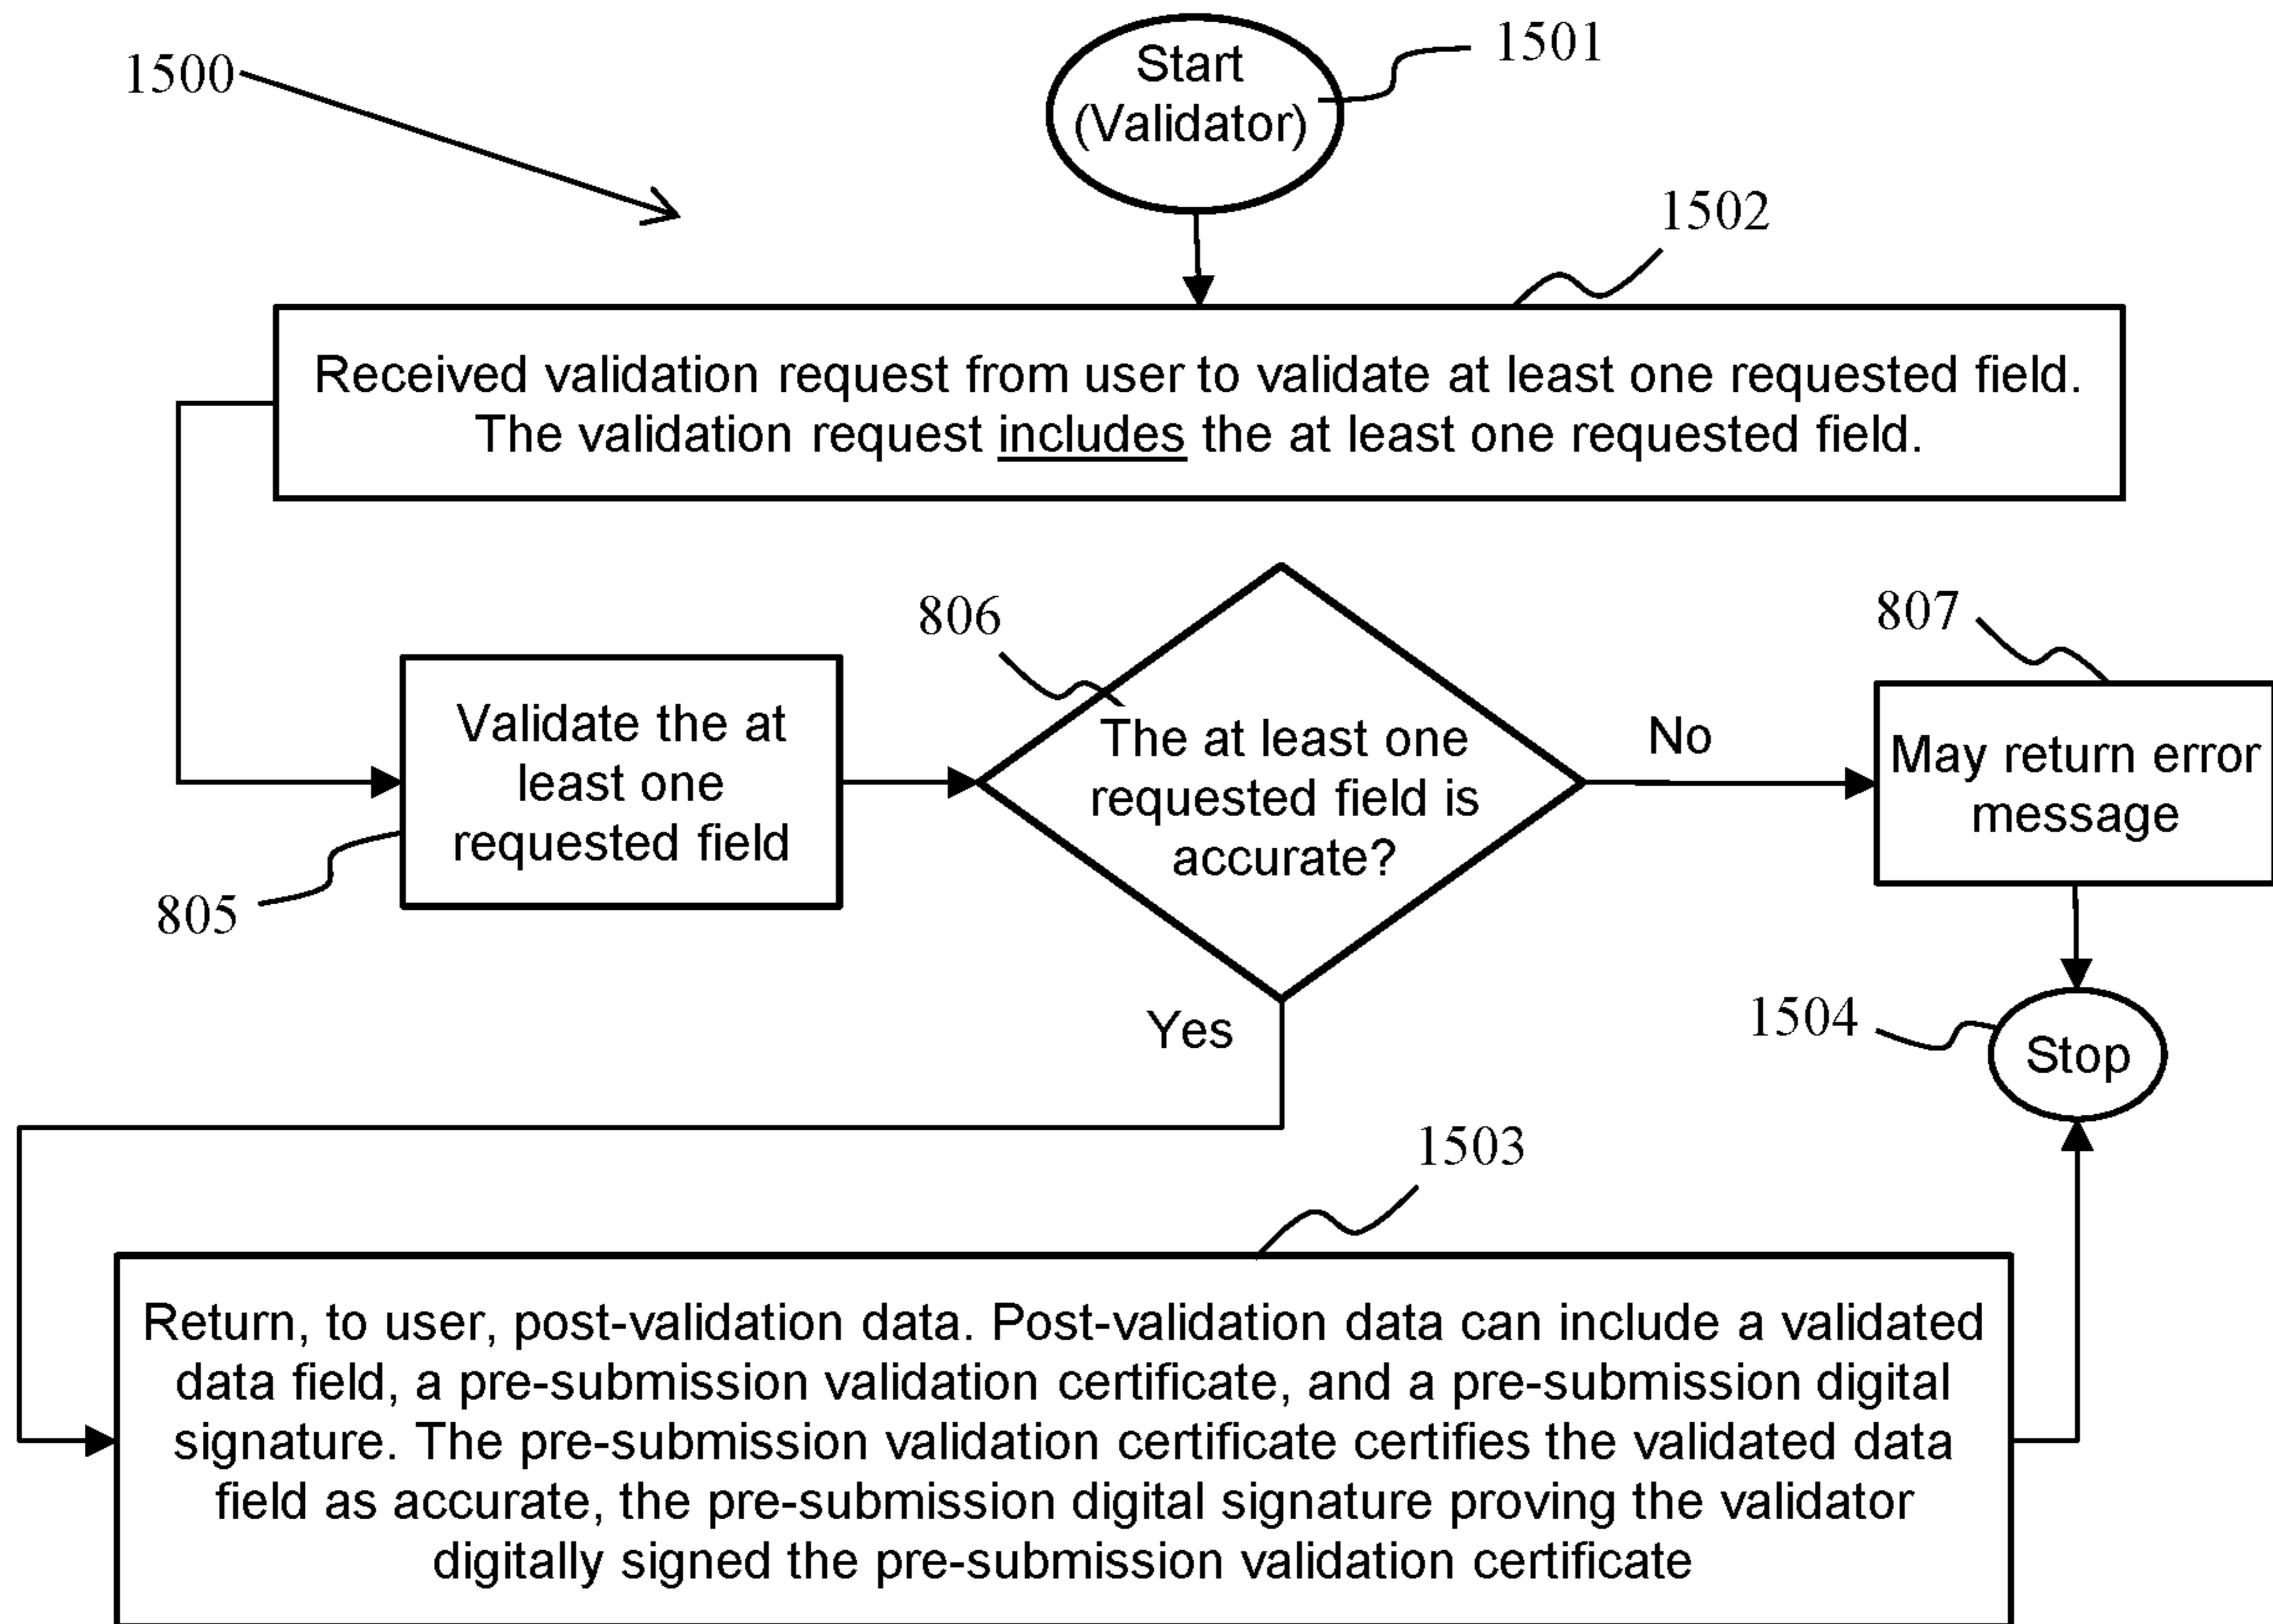 1500
Start
(Validator)
1501
1502
Received validation request from user to validate at least one requested field.
The validation request includes the at least one requested field.
806
807
Validate the at
least one
requested field
805
The at least one
requested field is
accurate?
No
May return error
message
Yes
1504
Stop
1503
Return, to user, post-validation data. Post-validation data can include a validated
data field, a pre-submission validation certificate, and a pre-submission digital
signature. The pre-submission validation certificate certifies the validated data
field as accurate, the pre-submission digital signature proving the validator
digitally signed the pre-submission validation certificate